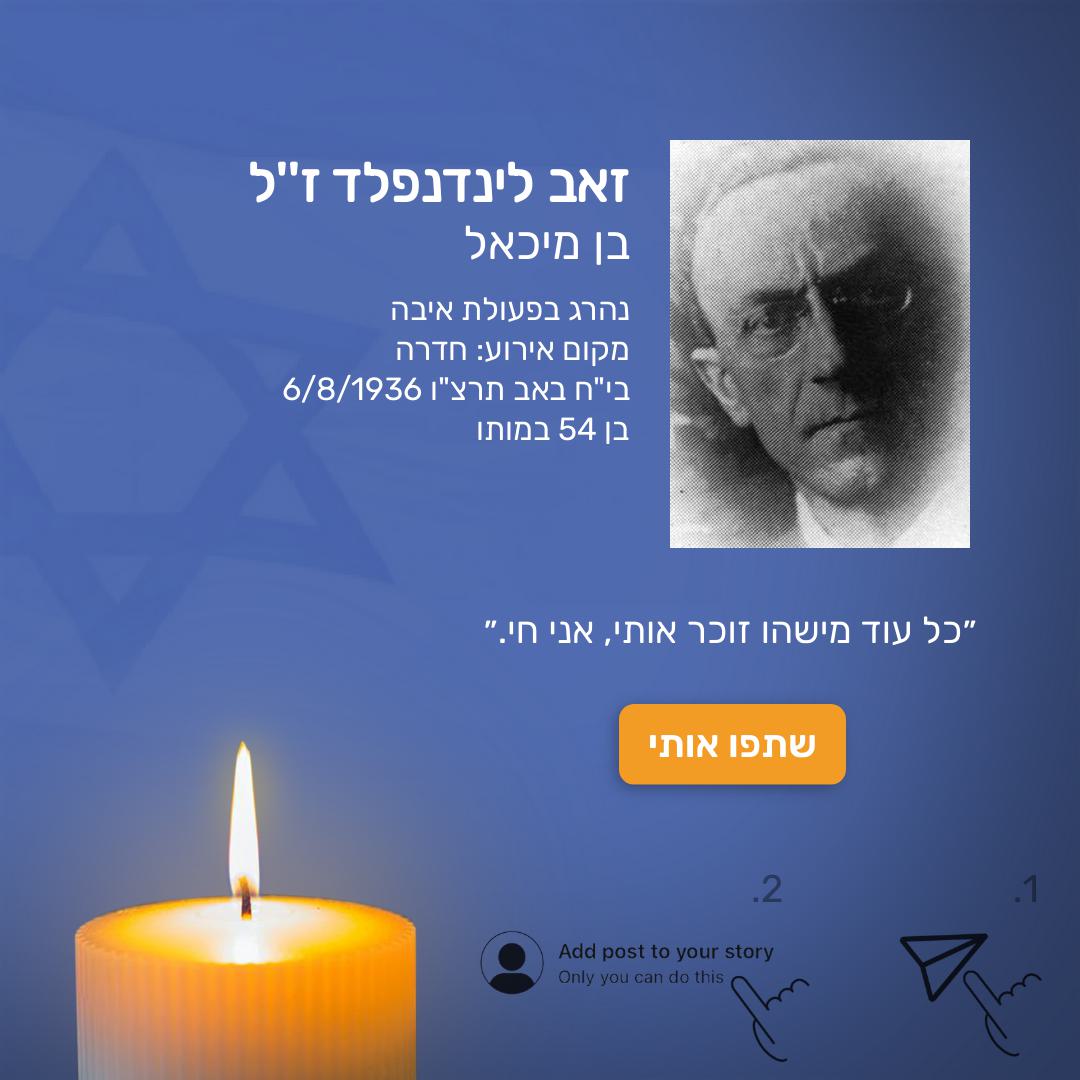 זאב לינדנפלד ז"ל
בן מיכאל
נהרג בפעולת איבה
מקום אירוע: חדרה
בי"ח באב תרצ"ו 6/8/1936
בן 54 במותו
״כל עוד מישהו זוכר אותי, אני חי.״
שתפו אותי
.1
.2
Add post to your story
Only you can do this